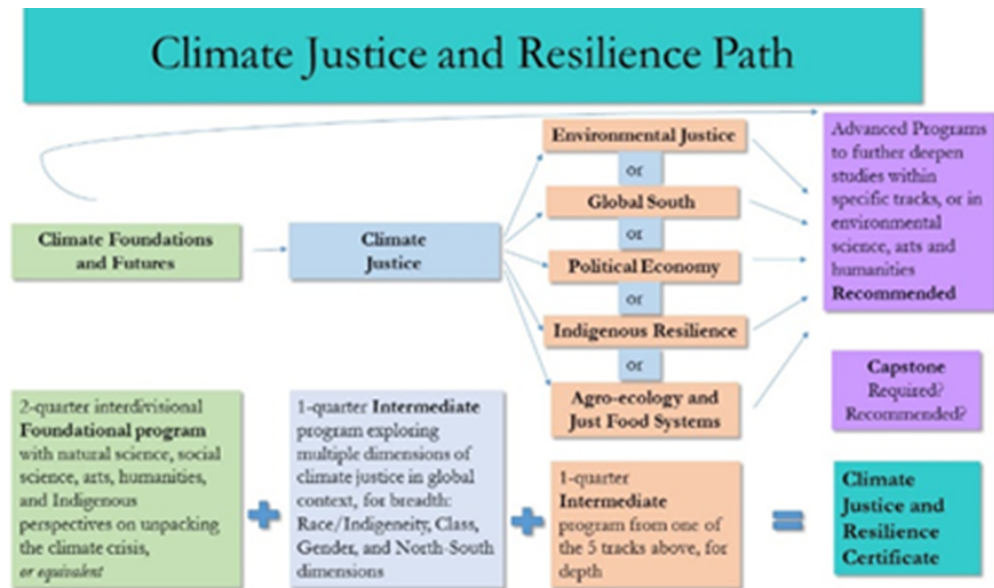 Climate Justice and Resilience Path
Climate Foundations
and Futures
Climate
Justice
Environmental Justice
or
Global South
or
Political Economy
or
Indigenous Resilience
or
Agro-ecology and
Just Food Systems
Advanced Programs
to further deepen
studies within
specific tracks, or in
environmental
science, arts and
humanities
Recommended
Capstone
Required?
Recommended?
2-quarter interdivisional
Foundational program
with natural science, social
science, arts, humanities,
and Indigenous
perspectives on unpacking
the climate crisis,
or equivalent
1-quarter Intermediate
program exploring
multiple dimensions of
climate justice in global
context, for breadth:
Race/Indigeneity, Class,
Gender, and North-South
dimensions
1-quarter
Intermediate
program from one of
the 5 tracks above, for
depth
Climate
Justice and
Resilience
Certificate